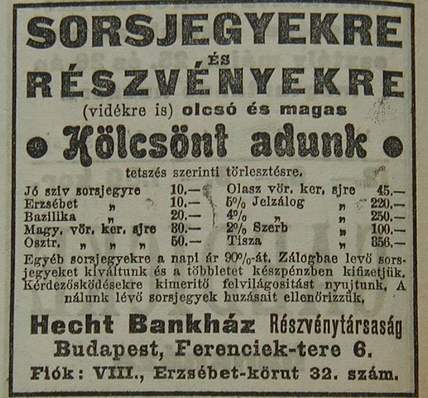 SORSJEGYEKRE
ÉS
RÉSZVÉNYEKRE
(vidékre is) olcsó és magas
● Kölcsönt adunk ●
tetszés szerinti törlesztésre.
Jó sziv sorsjegyre 10.— Olasz vör. ker. sjre 45.—
Erzsébet „ 10.— 5% Jelzálog „ 220.—
Bazilika „ „ 20.— 4% „ „ 250.—
Magy. vör. ker. sjre 30.— 2% Szerb „ 100.—
Osztr. „ „ „ 50.— Tisza „ 356.—
Egyéb sorsjegyekre a napi ár 90%-át. Zálogbae levő sors-
jegyeket kiváltunk és a többletet készpénzben kifizetjük.
Kérdezősködésekre kimeritő felvilágositást nyujtunk. A
nálunk lévő sorsjegyek huzásait ellenőrizzük.
Hecht Bankház Részvénytársaság
Budapest, Ferenciek-tere 6.
Fiók: VIII., Erzsébet-körut 32. szám.